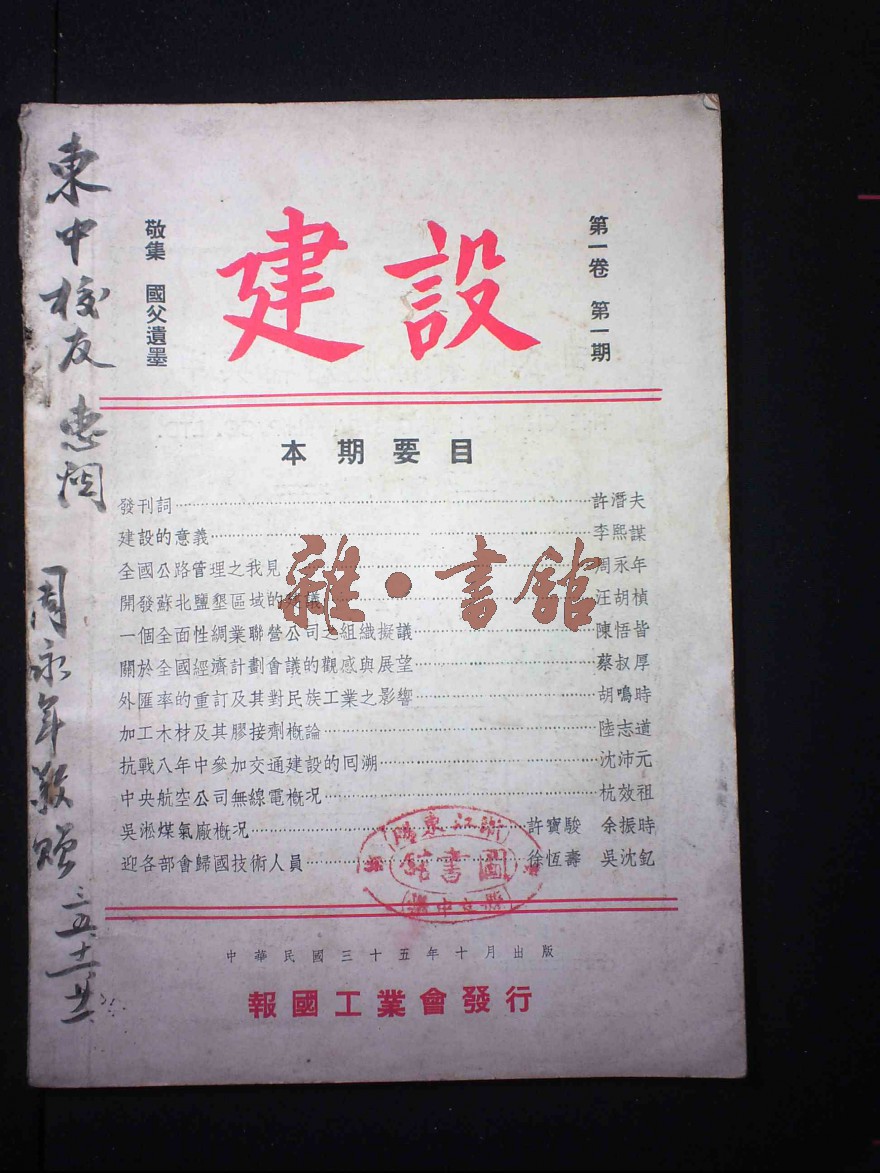 建設
第一卷 第一期
敬集 國父遺墨
本期要目
發刊詞……許潛夫
建設的意義……李熙謀
全國公路管理之我見……周永年
開發蘇北鹽墾區域的建議……汪胡楨
一個全面性綢業聯營公司之組織擬議……陳悟皆
關於全國經濟計劃會議的觀感與展望……蔡叔厚
外匯率的重訂及其對民族工業之影響……胡鳴時
加工木材及其膠接劑概論……陸志道
抗戰八年中參加交通建設的回溯……沈沛元
中央航空公司無線電概況……杭效祖
吳淞煤氣廠概況……許寶駿 余振時
迎各部會歸國技術人員……徐恆壽 吳沈釔
中華民國三十五年十月出版
報國工業會發行
東中校友 惠閱
周永年敬贈 三五、十一、廿一
雜·書館
浙江東陽
圖書館